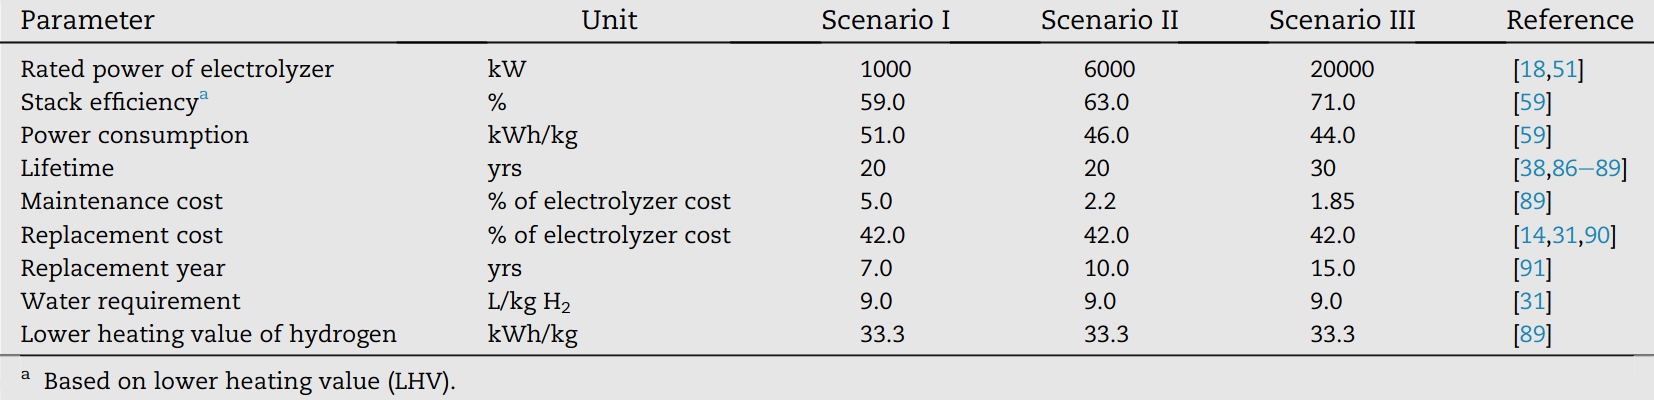 Parameter Unit Scenario I Scenario II Scenario III Reference
Rated power of electrolyzer kW 1000 6000 20000 [18,51]
Stack efficiencyᵃ % 59.0 63.0 71.0 [59]
Power consumption kWh/kg 51.0 46.0 44.0 [59]
Lifetime yrs 20 20 30 [38,86–89]
Maintenance cost % of electrolyzer cost 5.0 2.2 1.85 [89]
Replacement cost % of electrolyzer cost 42.0 42.0 42.0 [14,31,90]
Replacement year yrs 7.0 10.0 15.0 [91]
Water requirement L/kg H₂ 9.0 9.0 9.0 [31]
Lower heating value of hydrogen kWh/kg 33.3 33.3 33.3 [89]
ᵃ Based on lower heating value (LHV).